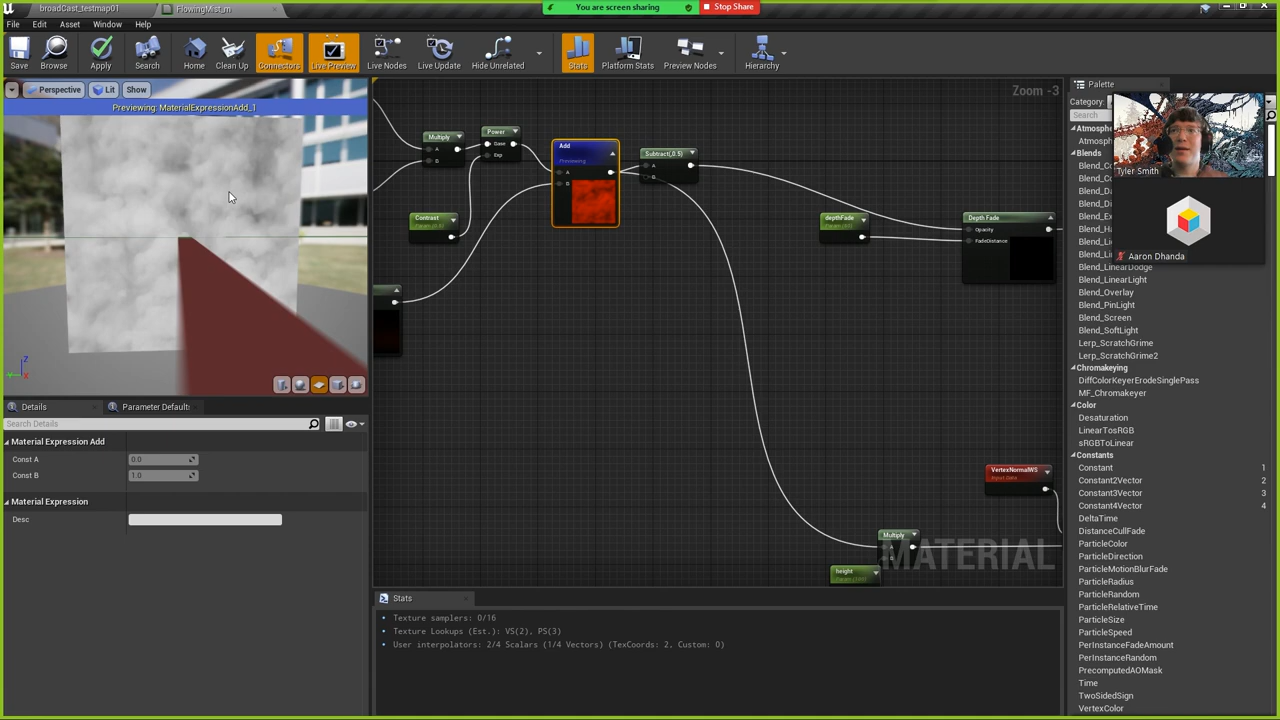 broadCast_testmap01
FlowingMist_m
You are screen sharing
Stop Share
File
Edit
Asset
Window
Help
Save
Browse
Apply
Search
Home
Clean Up
Connectors
Live Preview
Live Nodes
Live Update
Hide Unrelated
Stats
Platform Stats
Preview Nodes
Hierarchy
Perspective
Lit
Show
Previewing: MaterialExpressionAdd_1
Zoom -3
Multiply
A
B
Power
Base
Exp
Add
Previewing
A
B
Subtract(,0.5)
A
B
Contrast
depthFade
Depth Fade
Opacity
FadeDistance
VertexNormalWS
Multiply
A
height
MATERIAL
Z
X
Details
Parameter Default
Search Details
Material Expression Add
Const A
0.0
Const B
1.0
Material Expression
Desc
Stats
Texture samplers: 0/16
Texture Lookups (Est.): VS(2), PS(3)
User interpolators: 2/4 Scalars (1/4 Vectors) (TexCoords: 2, Custom: 0)
Palette
Category:
Search
Tyler Smith
Aaron Dhanda
Blends
Blend_LinearDodge
Blend_LinearLight
Blend_Overlay
Blend_PinLight
Blend_Screen
Blend_SoftLight
Lerp_ScratchGrime
Lerp_ScratchGrime2
Chromakeying
DiffColorKeyerErodeSinglePass
MF_Chromakeyer
Color
Desaturation
LinearTosRGB
sRGBToLinear
Constants
Constant 1
Constant2Vector 2
Constant3Vector 3
Constant4Vector 4
DeltaTime
DistanceCullFade
ParticleColor
ParticleDirection
ParticleMotionBlurFade
ParticleRadius
ParticleRandom
ParticleRelativeTime
ParticleSize
ParticleSpeed
PerInstanceFadeAmount
PerInstanceRandom
PrecomputedAOMask
Time
TwoSidedSign
VertexColor